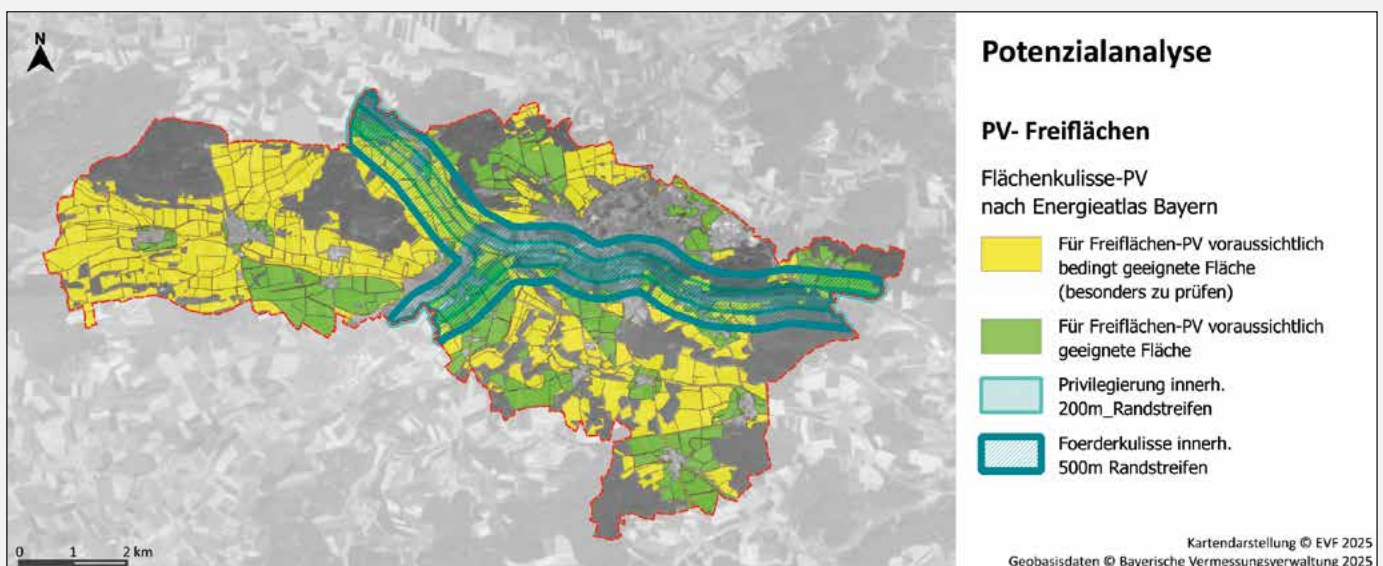 N
0 1 2 km
Potenzialanalyse
PV- Freiflächen
Flächenkulisse-PV
nach Energieatlas Bayern
Für Freiflächen-PV voraussichtlich
bedingt geeignete Fläche
(besonders zu prüfen)
Für Freiflächen-PV voraussichtlich
geeignete Fläche
Privilegierung innerh.
200m_Randstreifen
Foerderkulisse innerh.
500m Randstreifen
Kartendarstellung © EVF 2025
Geobasisdaten © Bayerische Vermessungsverwaltung 2025